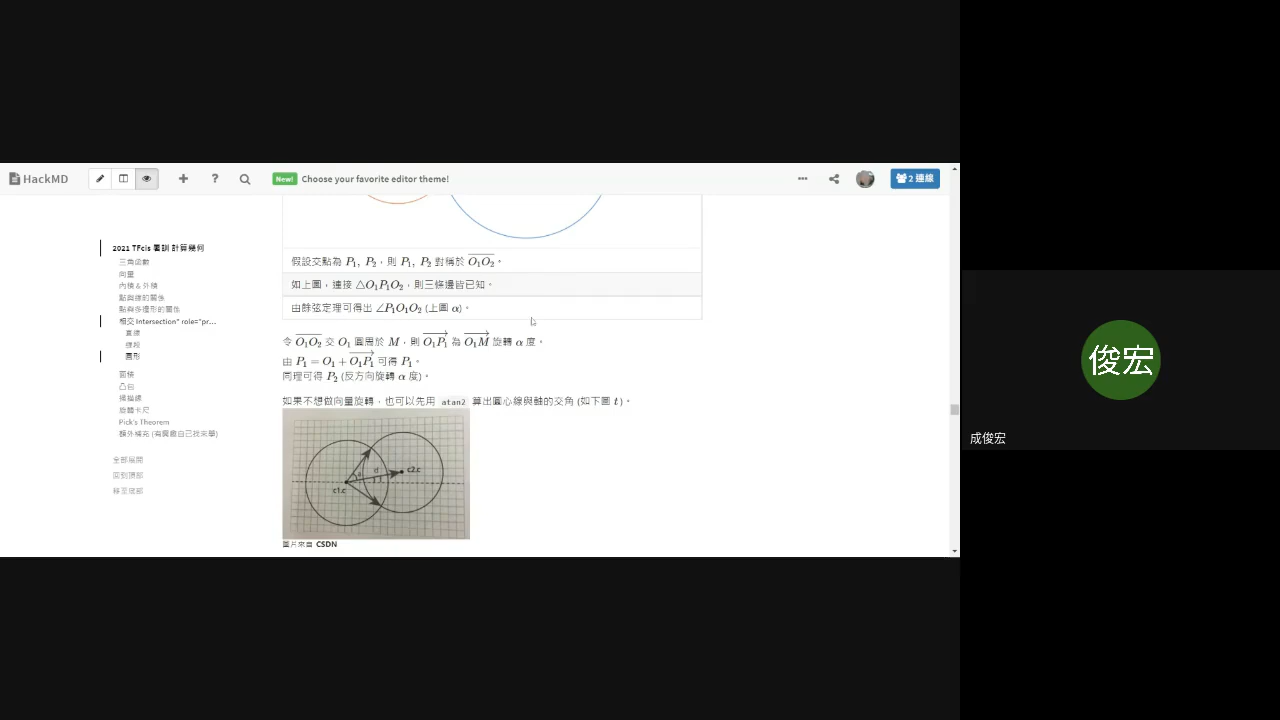 HackMD
New! Choose your favorite editor theme!
2 連線
2021 TFcis 暑訓 計算幾何
三角函數
向量
內積 & 外積
點與線的關係
點與多邊形的關係
相交 Intersection" role="pr...
直線
線段
圓形
面積
凸包
掃描線
旋轉卡尺
Pick's Theorem
額外補充 (有興趣自己找來學)
全部展開
回到頂部
移至底部
假設交點為 P₁, P₂,則 P₁, P₂ 對稱於 O₁O₂。
如上圖,連接 △O₁P₁O₂,則三條邊皆已知。
由餘弦定理可得出 ∠P₁O₁O₂ (上圖 α)。
令 O₁O₂ 交 O₁ 圓周於 M,則 O₁P₁ 為 O₁M 旋轉 α 度。
由 P₁ = O₁ + O₁P₁ 可得 P₁。
同理可得 P₂ (反方向旋轉 α 度)。
如果不想做向量旋轉,也可以先用 atan2 算出圓心線與軸的交角 (如下圖 t)。
c1.c
a
d
t
c2.c
圖片來自 CSDN
俊宏
成俊宏